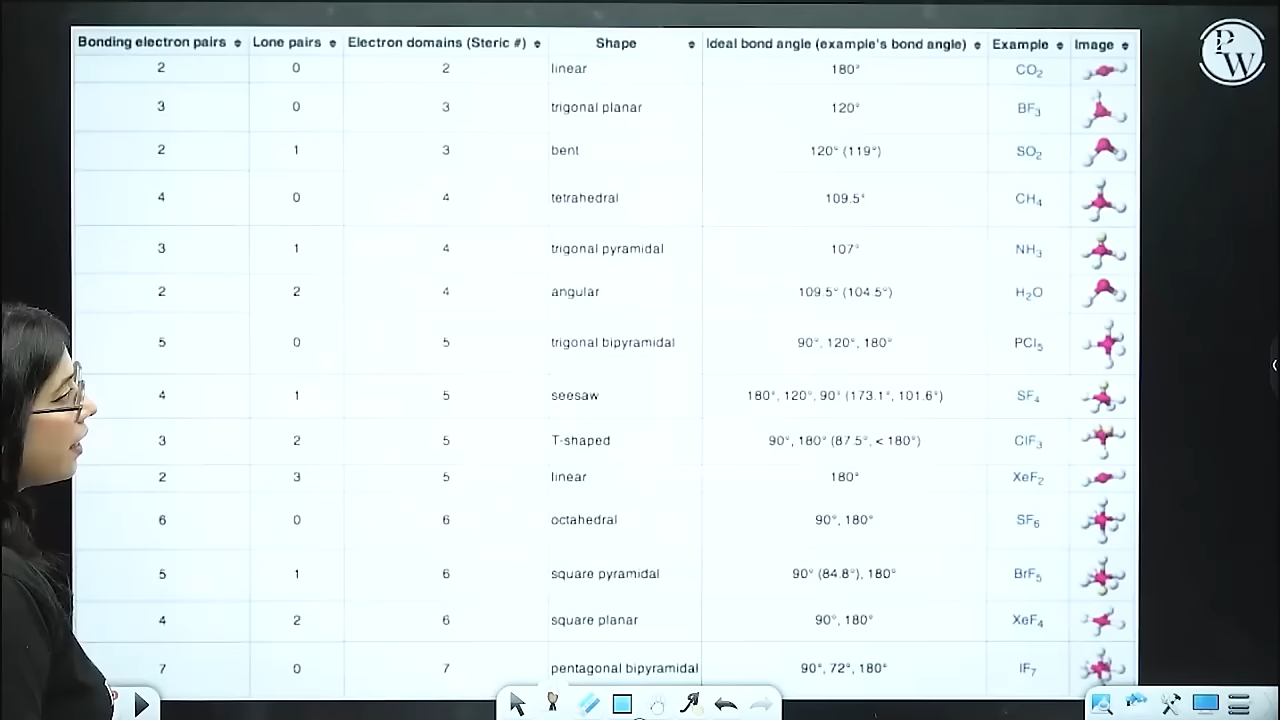 Bonding electron pairs Lone pairs Electron domains (Steric #) Shape Ideal bond angle (example's bond angle) Example Image
2 0 2 linear 180° CO₂
3 0 3 trigonal planar 120° BF₃
2 1 3 bent 120° (119°) SO₂
4 0 4 tetrahedral 109.5° CH₄
3 1 4 trigonal pyramidal 107° NH₃
2 2 4 angular 109.5° (104.5°) H₂O
5 0 5 trigonal bipyramidal 90°, 120°, 180° PCl₅
4 1 5 seesaw 180°, 120°, 90° (173.1°, 101.6°) SF₄
3 2 5 T-shaped 90°, 180° (87.5°, < 180°) ClF₃
2 3 5 linear 180° XeF₂
6 0 6 octahedral 90°, 180° SF₆
5 1 6 square pyramidal 90° (84.8°), 180° BrF₅
4 2 6 square planar 90°, 180° XeF₄
7 0 7 pentagonal bipyramidal 90°, 72°, 180° IF₇
P
W